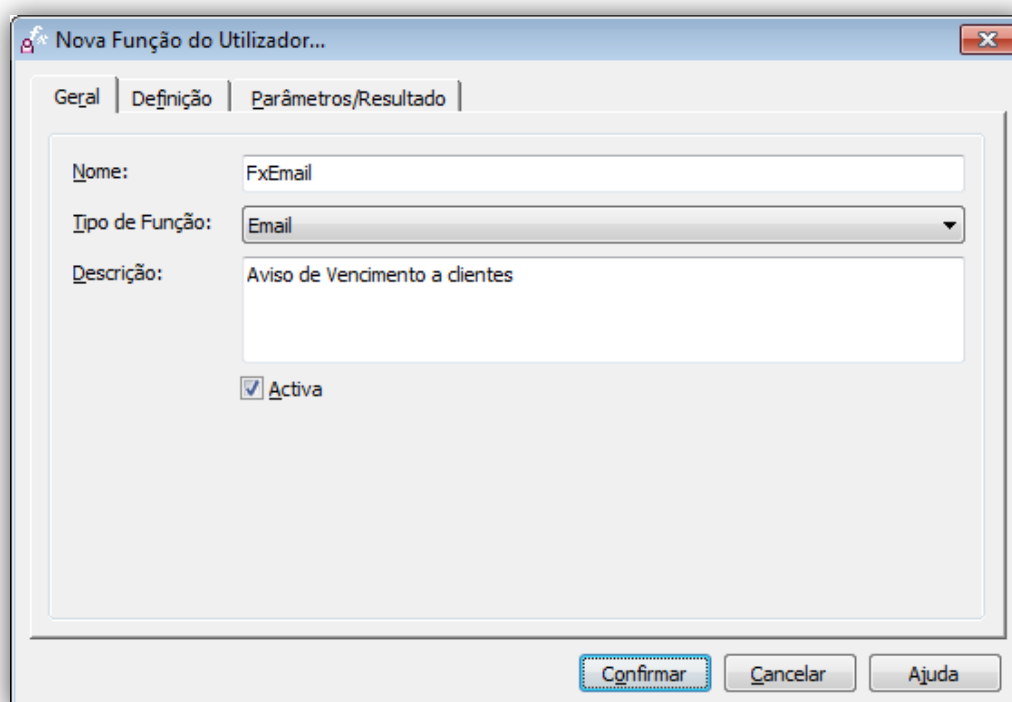 Nova Função do Utilizador...
Geral Definição Parâmetros/Resultado
Nome: FxEmail
Tipo de Função: Email
Descrição: Aviso de Vencimento a clientes
Activa
Confirmar Cancelar Ajuda